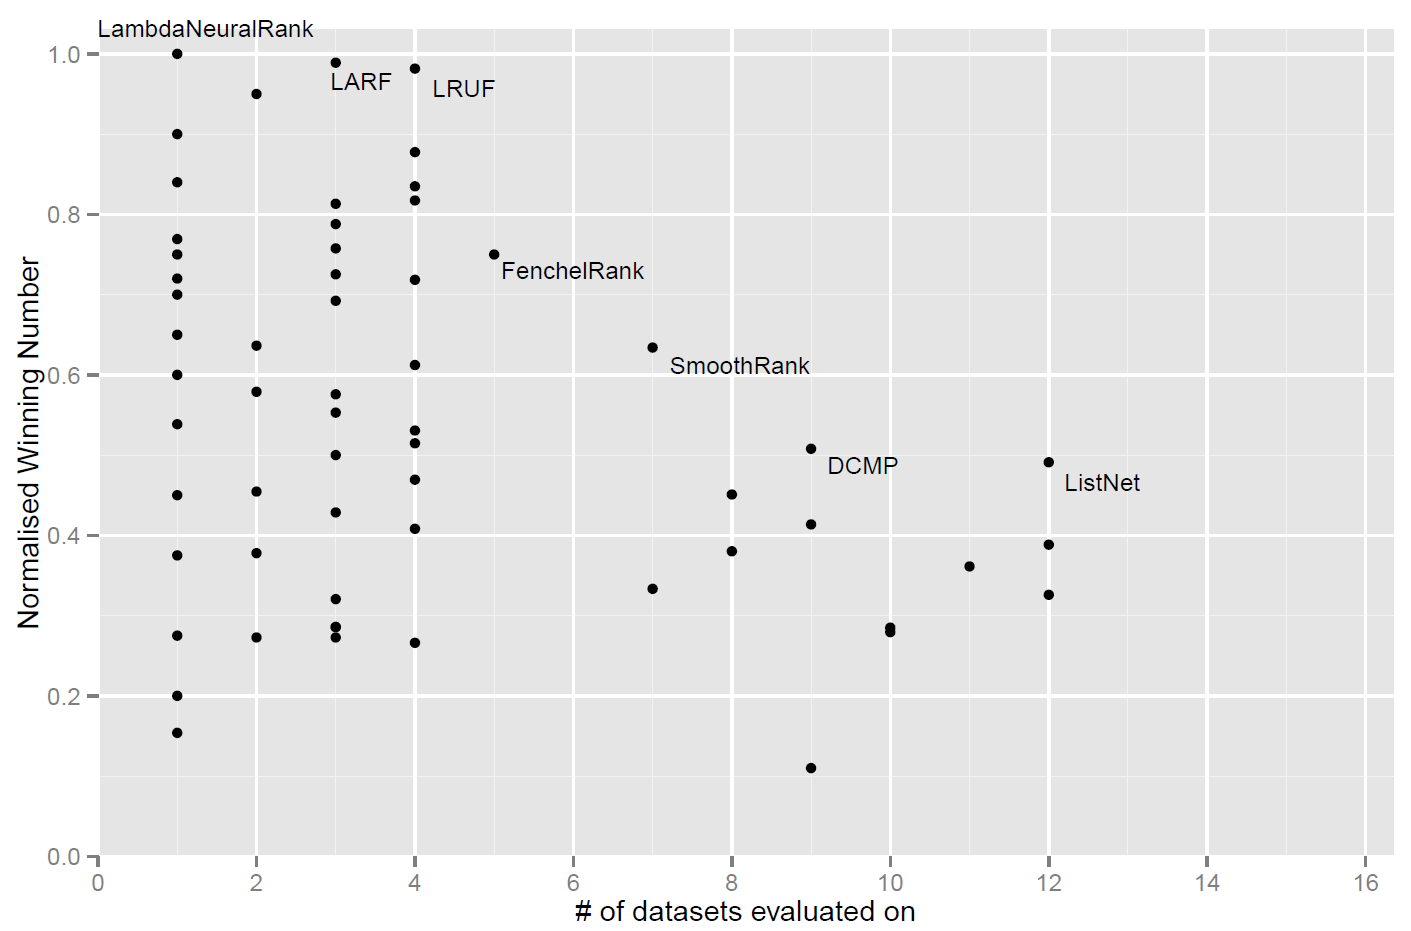 LambdaNeuralRank
1.0
LARF
LRUF
0.8
FenchelRank
SmoothRank
0.6
DCMP
ListNet
0.4
0.2
0.0
0 2 4 6 8 10 12 14 16
# of datasets evaluated on
Normalised Winning Number